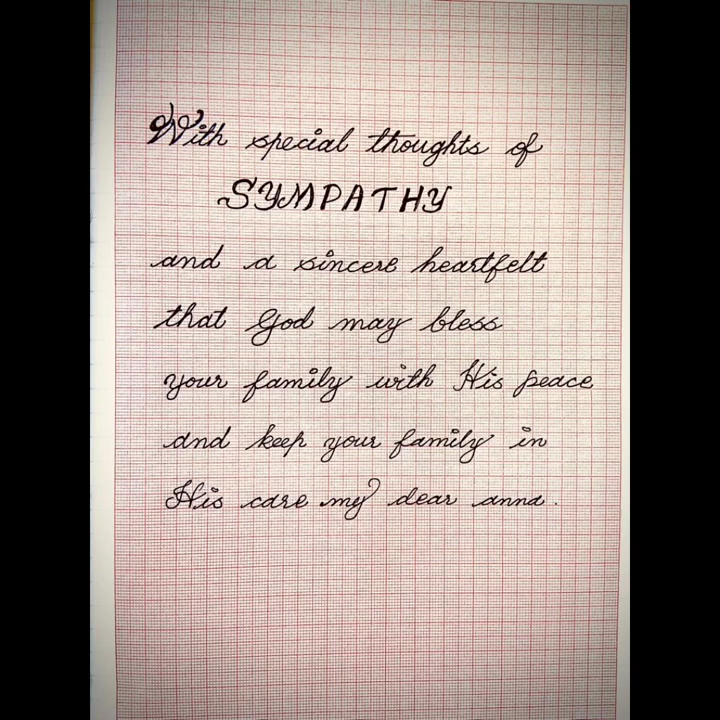 With special thoughts of
SYMPATHY
and a sincere heartfelt
that God may bless
your family with His peace
and keep your family in
His care my dear anna.